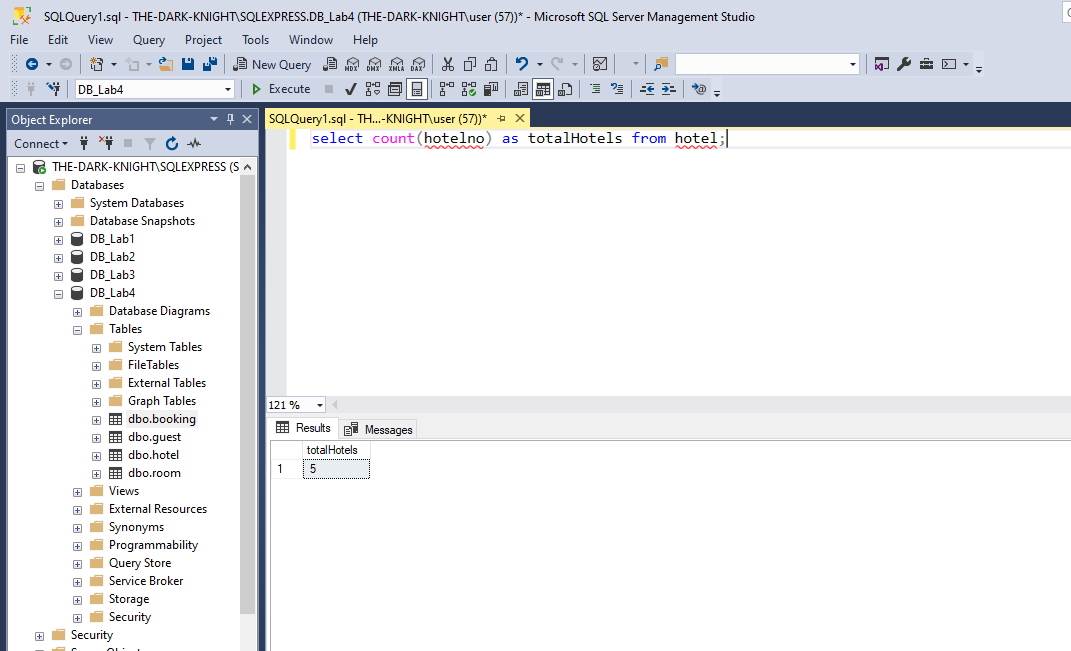 SQLQuery1.sql - THE-DARK-KNIGHT\SQLEXPRESS.DB_Lab4 (THE-DARK-KNIGHT\user (57))* - Microsoft SQL Server Management Studio
File Edit View Query Project Tools Window Help
New Query MDX DMX XMLA DAX
DB_Lab4 Execute
Object Explorer
Connect
THE-DARK-KNIGHT\SQLEXPRESS (S
Databases
System Databases
Database Snapshots
DB_Lab1
DB_Lab2
DB_Lab3
DB_Lab4
Database Diagrams
Tables
System Tables
FileTables
External Tables
Graph Tables
dbo.booking
dbo.guest
dbo.hotel
dbo.room
Views
External Resources
Synonyms
Programmability
Query Store
Service Broker
Storage
Security
Security
SQLQuery1.sql - TH...-KNIGHT\user (57))*
select count(hotelno) as totalHotels from hotel;
121 %
Results Messages
totalHotels
1 5